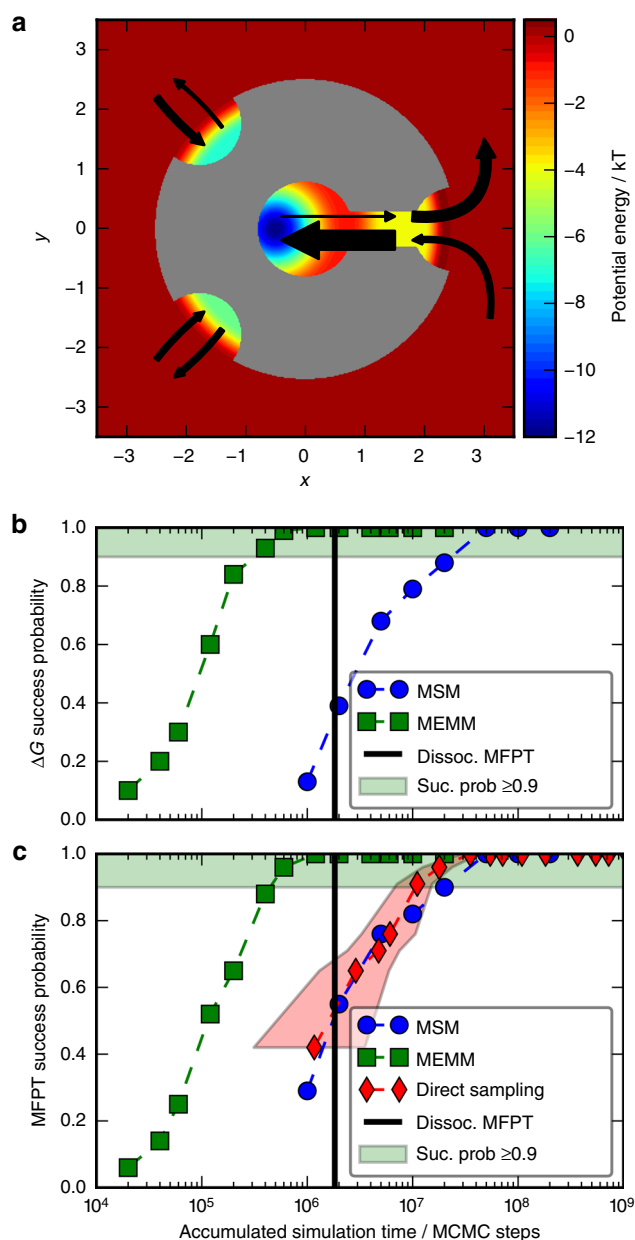 a
3
2
1
0
−1
−2
−3
y
−3 −2 −1 0 1 2 3
x
0
−2
−4
−6
−8
−10
−12
Potential energy / kT
b
1.0
0.8
0.6
0.4
0.2
0.0
ΔG success probability
MSM
MEMM
Dissoc. MFPT
Suc. prob ≥0.9
c
1.0
0.8
0.6
0.4
0.2
0.0
MFPT success probability
MSM
MEMM
Direct sampling
Dissoc. MFPT
Suc. prob ≥0.9
10⁴ 10⁵ 10⁶ 10⁷ 10⁸ 10⁹
Accumulated simulation time / MCMC steps